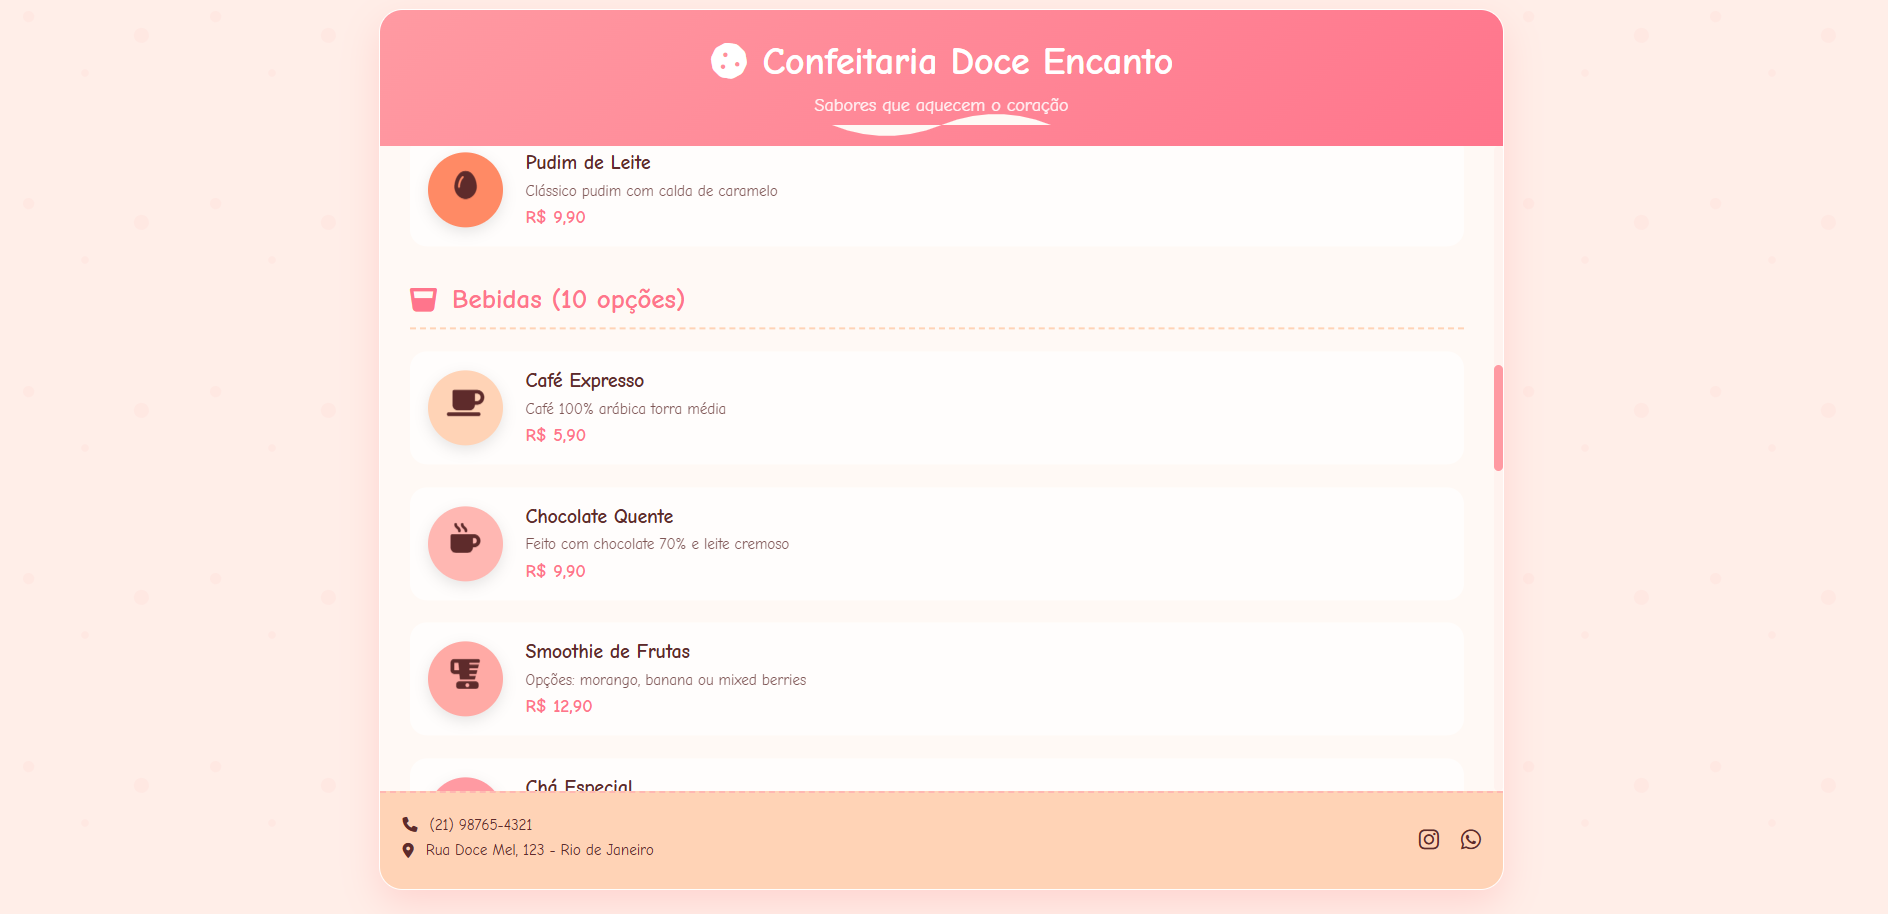 Confeitaria Doce Encanto
Sabores que aquecem o coração
Pudim de Leite
Clássico pudim com calda de caramelo
R$ 9,90
Bebidas (10 opções)
Café Expresso
Café 100% arábica torra média
R$ 5,90
Chocolate Quente
Feito com chocolate 70% e leite cremoso
R$ 9,90
Smoothie de Frutas
Opções: morango, banana ou mixed berries
R$ 12,90
Chá Especial
(21) 98765-4321
Rua Doce Mel, 123 - Rio de Janeiro